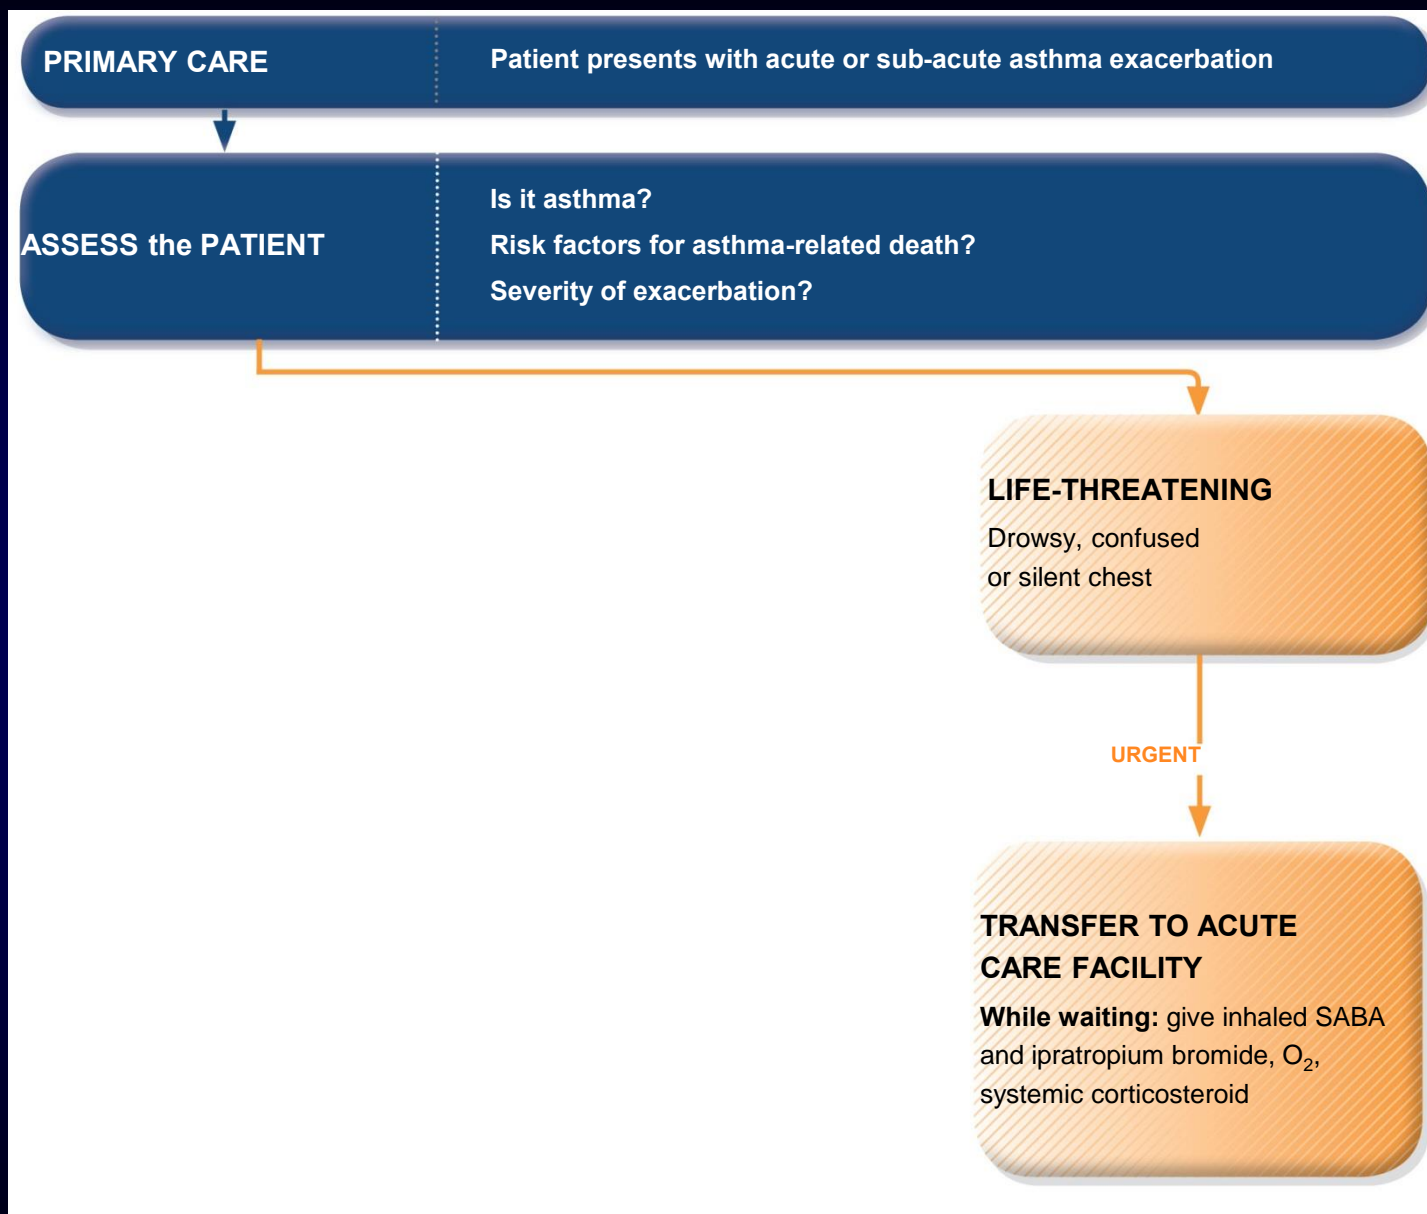 PRIMARY CARE
Patient presents with acute or sub-acute asthma exacerbation
ASSESS the PATIENT
Is it asthma?
Risk factors for asthma-related death?
Severity of exacerbation?
LIFE-THREATENING
Drowsy, confused
or silent chest
URGENT
TRANSFER TO ACUTE
CARE FACILITY
While waiting: give inhaled SABA
and ipratropium bromide, O₂,
systemic corticosteroid